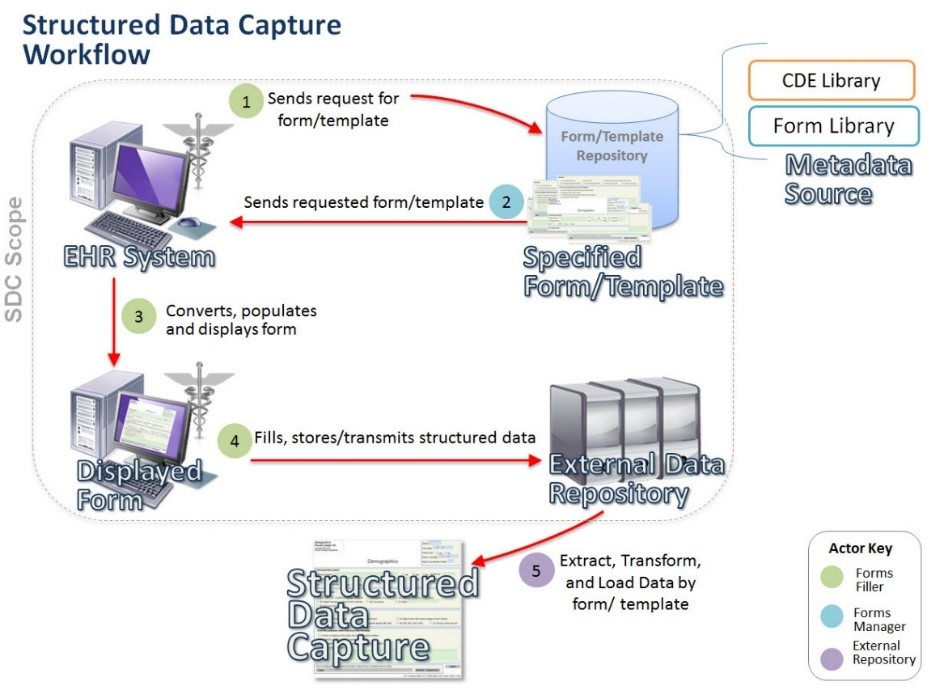 Structured Data Capture
Workflow
SDC Scope
1
Sends request for
form/template
Form/Template
Repository
CDE Library
Form Library
Metadata
Source
Sends requested form/template
2
Demographics
EHR System
Specified
Form/Template
3
Converts, populates
and displays form
4
Fills, stores/transmits structured data
Displayed
Form
External Data
Repository
Demographics
Structured
Data
Capture
5
Extract, Transform,
and Load Data by
form/ template
Actor Key
Forms
Filler
Forms
Manager
External
Repository